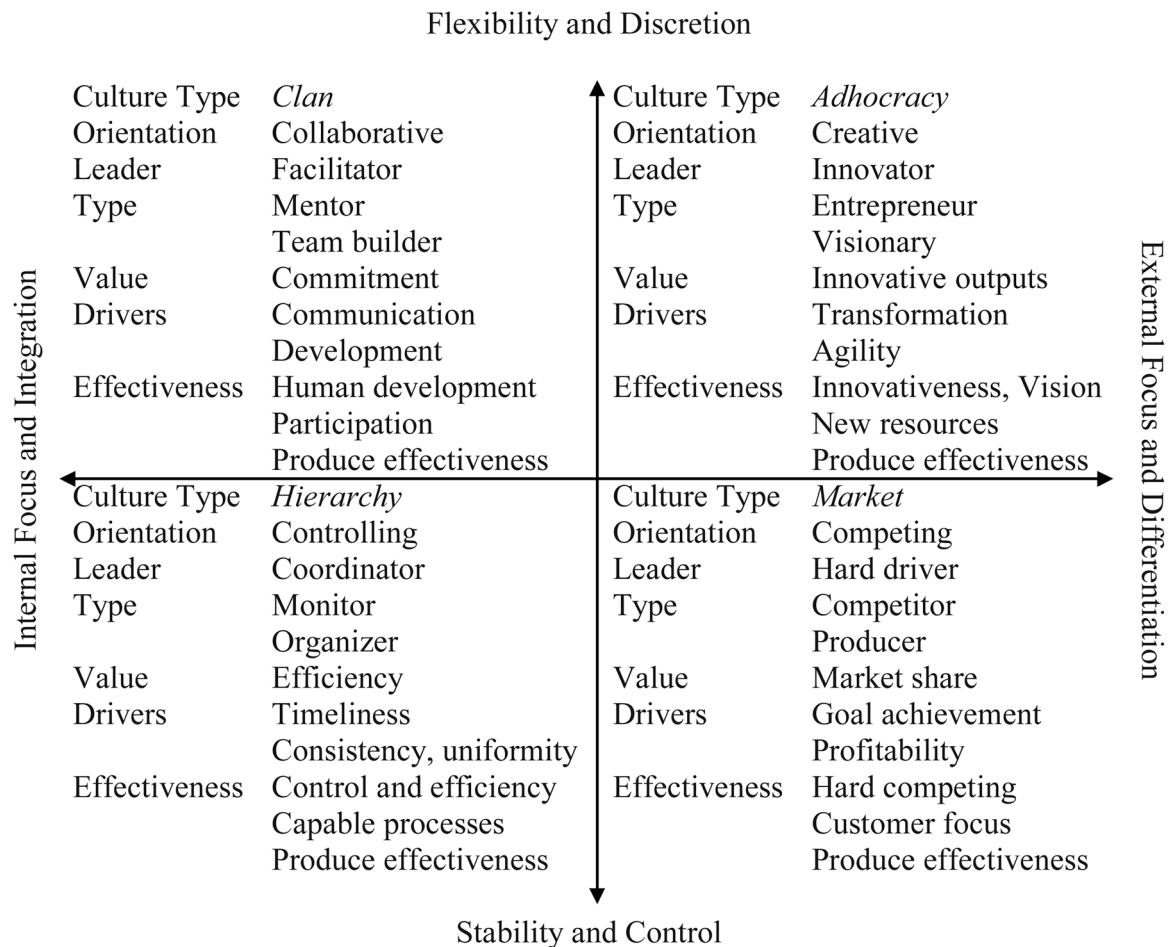 Flexibility and Discretion
Culture Type Clan
Orientation Collaborative
Leader Facilitator
Type Mentor
Team builder
Value Commitment
Drivers Communication
Development
Effectiveness Human development
Participation
Produce effectiveness
Culture Type Adhocracy
Orientation Creative
Leader Innovator
Type Entrepreneur
Visionary
Value Innovative outputs
Drivers Transformation
Agility
Effectiveness Innovativeness, Vision
New resources
Produce effectiveness
Internal Focus and Integration
External Focus and Differentiation
Culture Type Hierarchy
Orientation Controlling
Leader Coordinator
Type Monitor
Organizer
Value Efficiency
Drivers Timeliness
Consistency, uniformity
Effectiveness Control and efficiency
Capable processes
Produce effectiveness
Culture Type Market
Orientation Competing
Leader Hard driver
Type Competitor
Producer
Value Market share
Drivers Goal achievement
Profitability
Effectiveness Hard competing
Customer focus
Produce effectiveness
Stability and Control